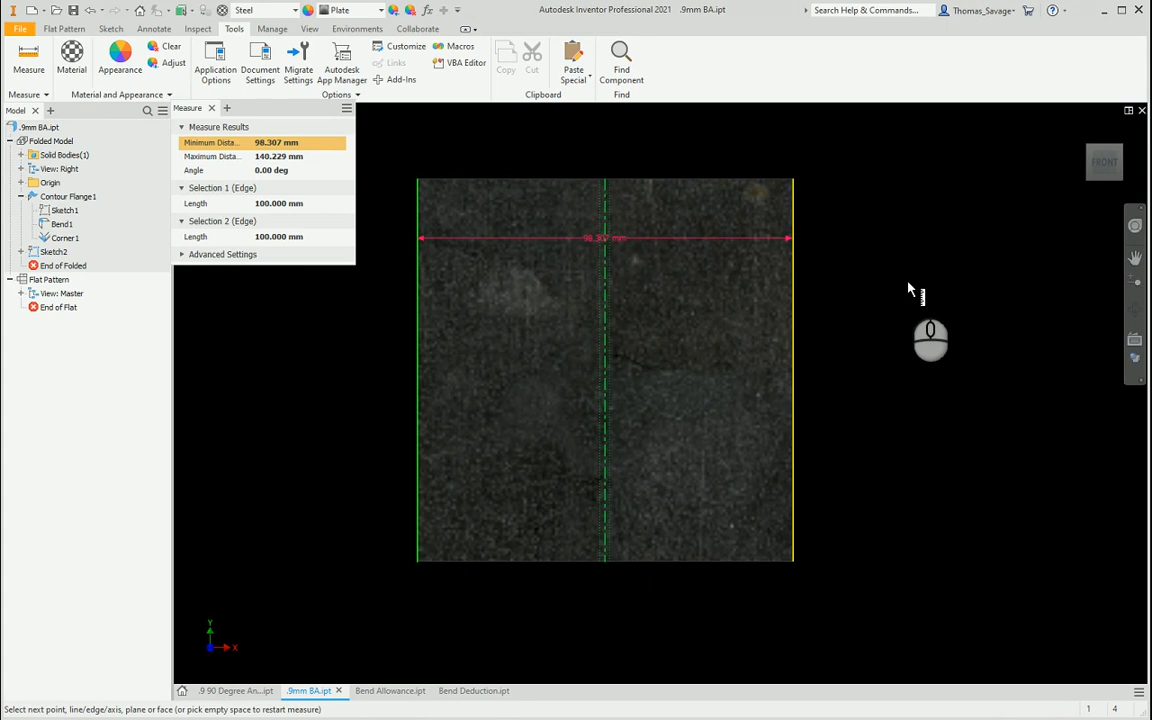 Steel
Plate
Autodesk Inventor Professional 2021 .9mm BA.ipt
Search Help & Commands...
Thomas_Savage
File
Flat Pattern
Sketch
Annotate
Inspect
Tools
Manage
View
Environments
Collaborate
Measure
Material
Appearance
Clear
Adjust
Application Options
Document Settings
Migrate Settings
Autodesk App Manager
Customize
Links
Add-Ins
Macros
VBA Editor
Copy
Cut
Paste Special
Find Component
Measure
Material and Appearance
Options
Clipboard
Find
Model
Measure
.9mm BA.ipt
Folded Model
Solid Bodies(1)
View: Right
Origin
Contour Flange1
Sketch1
Bend1
Corner1
Sketch2
End of Folded
Flat Pattern
View: Master
End of Flat
Measure Results
Minimum Dista... 98.307 mm
Maximum Dista... 140.229 mm
Angle 0.00 deg
Selection 1 (Edge)
Length 100.000 mm
Selection 2 (Edge)
Length 100.000 mm
Advanced Settings
98.307 mm
FRONT
Y
X
.9 90 Degree An...ipt
.9mm BA.ipt
Bend Allowance.ipt
Bend Deduction.ipt
Select next point, line/edge/axis, plane or face (or pick empty space to restart measure)
1 4